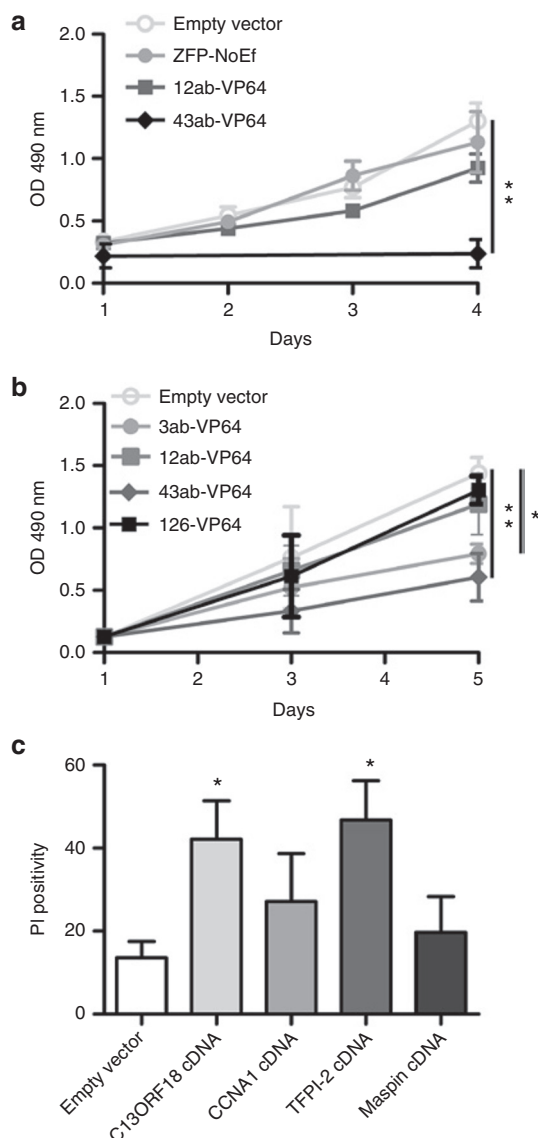 a
Empty vector
ZFP-NoEf
12ab-VP64
43ab-VP64
2.0
1.5
1.0
0.5
0.0
OD 490 nm
1 2 3 4
Days
**
b
Empty vector
3ab-VP64
12ab-VP64
43ab-VP64
126-VP64
2.0
1.5
1.0
0.5
0.0
OD 490 nm
1 2 3 4 5
Days
**
*
c
60
40
20
0
PI positivity
*
*
Empty vector
C13ORF18 cDNA
CCNA1 cDNA
TFPI-2 cDNA
Maspin cDNA